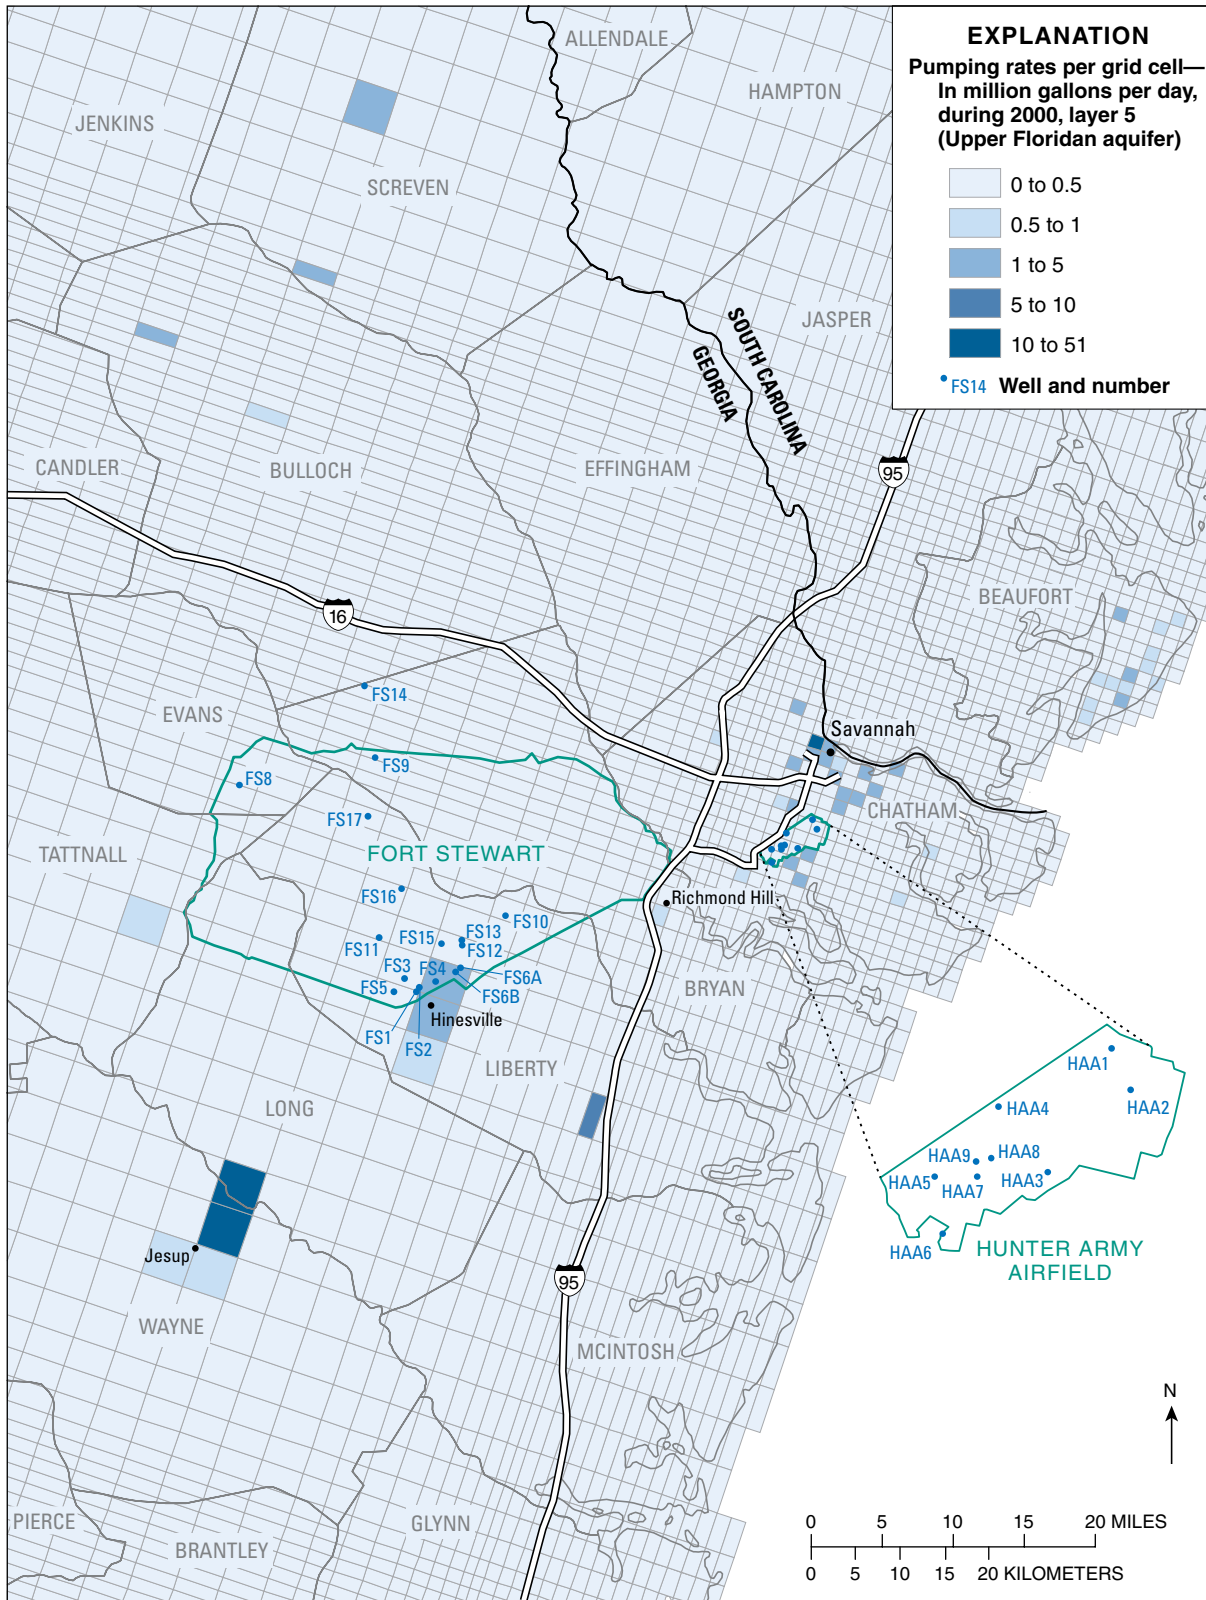 EXPLANATION
Pumping rates per grid cell—
In million gallons per day,
during 2000, layer 5
(Upper Floridan aquifer)
0 to 0.5
0.5 to 1
1 to 5
5 to 10
10 to 51
FS14 Well and number
ALLENDALE
HAMPTON
JENKINS
SCREVEN
JASPER
SOUTH CAROLINA
GEORGIA
CANDLER
BULLOCH
EFFINGHAM
95
BEAUFORT
16
FS14
EVANS
Savannah
FS9
FS8
FS17
CHATHAM
TATTNALL
FORT STEWART
FS16
Richmond Hill
FS10
FS13
FS15
FS12
FS11
FS3
FS4
FS6A
FS5
FS6B
BRYAN
Hinesville
FS1
FS2
LIBERTY
LONG
HAA1
HAA2
HAA4
HAA9
HAA8
HAA5
HAA7
HAA3
HAA6
HUNTER ARMY
AIRFIELD
Jesup
95
WAYNE
MCINTOSH
N
PIERCE
BRANTLEY
GLYNN
0 5 10 15 20 MILES
0 5 10 15 20 KILOMETERS